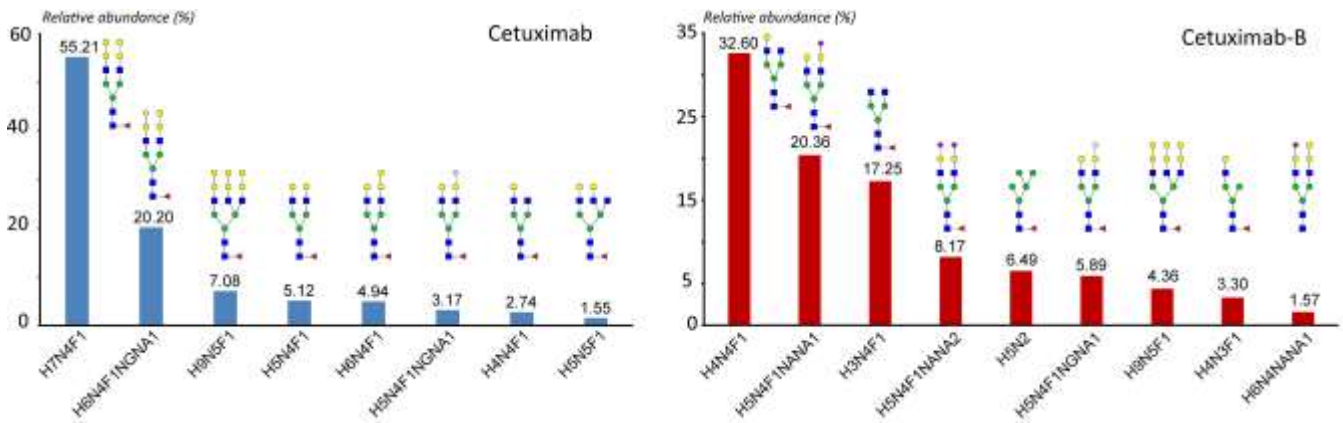 Relative abundance (%)
Cetuximab
60
40
20
0
55.21
20.20
7.08
5.12
4.94
3.17
2.74
1.55
H7N4F1
H6N4F1NGNA1
H9N5F1
H5N4F1
H6N4F1
H5N4F1NGNA1
H4N4F1
H5N5F1
Relative abundance (%)
Cetuximab-B
35
25
15
5
0
32.60
20.36
17.25
8.17
6.49
5.89
4.36
3.30
1.57
H4N4F1
H5N4F1NANA1
H3N4F1
H5N4F1NANA2
H5N2
H5N4F1NGNA1
H9N5F1
H4N3F1
H6N4NANA1